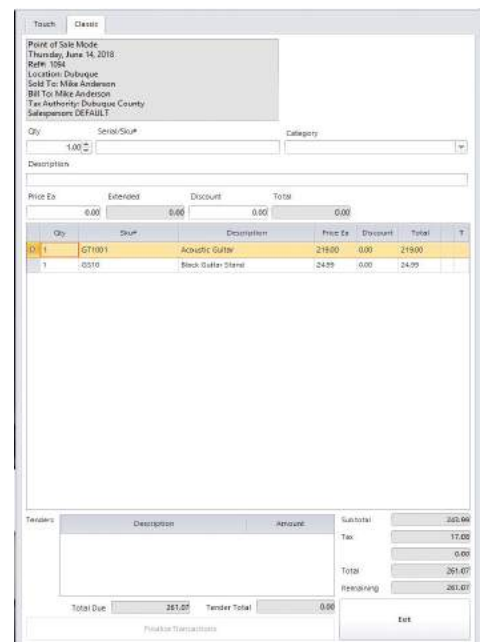 Touch Classic
Point of Sale Mode
Thursday, June 14, 2018
Ref#: 1094
Location: Dubuque
Sold To: Mike Anderson
Bill To: Mike Anderson
Tax Authority: Dubuque County
Salesperson: DEFAULT
Qty Serial/Sku# Category
1.00
Description
Price Ea Extended Discount Total
0.00 0.00 0.00 0.00
Qty Sku# Description Price Ea Discount Total T
1 GT1001 Acoustic Guitar 219.00 0.00 219.00
1 GS10 Black Guitar Stand 24.99 0.00 24.99
Tenders Description Amount
Subtotal 243.99
Tax 17.08
0.00
Total 261.07
Remaining 261.07
Total Due 261.07 Tender Total 0.00
Finalize Transactions
Exit